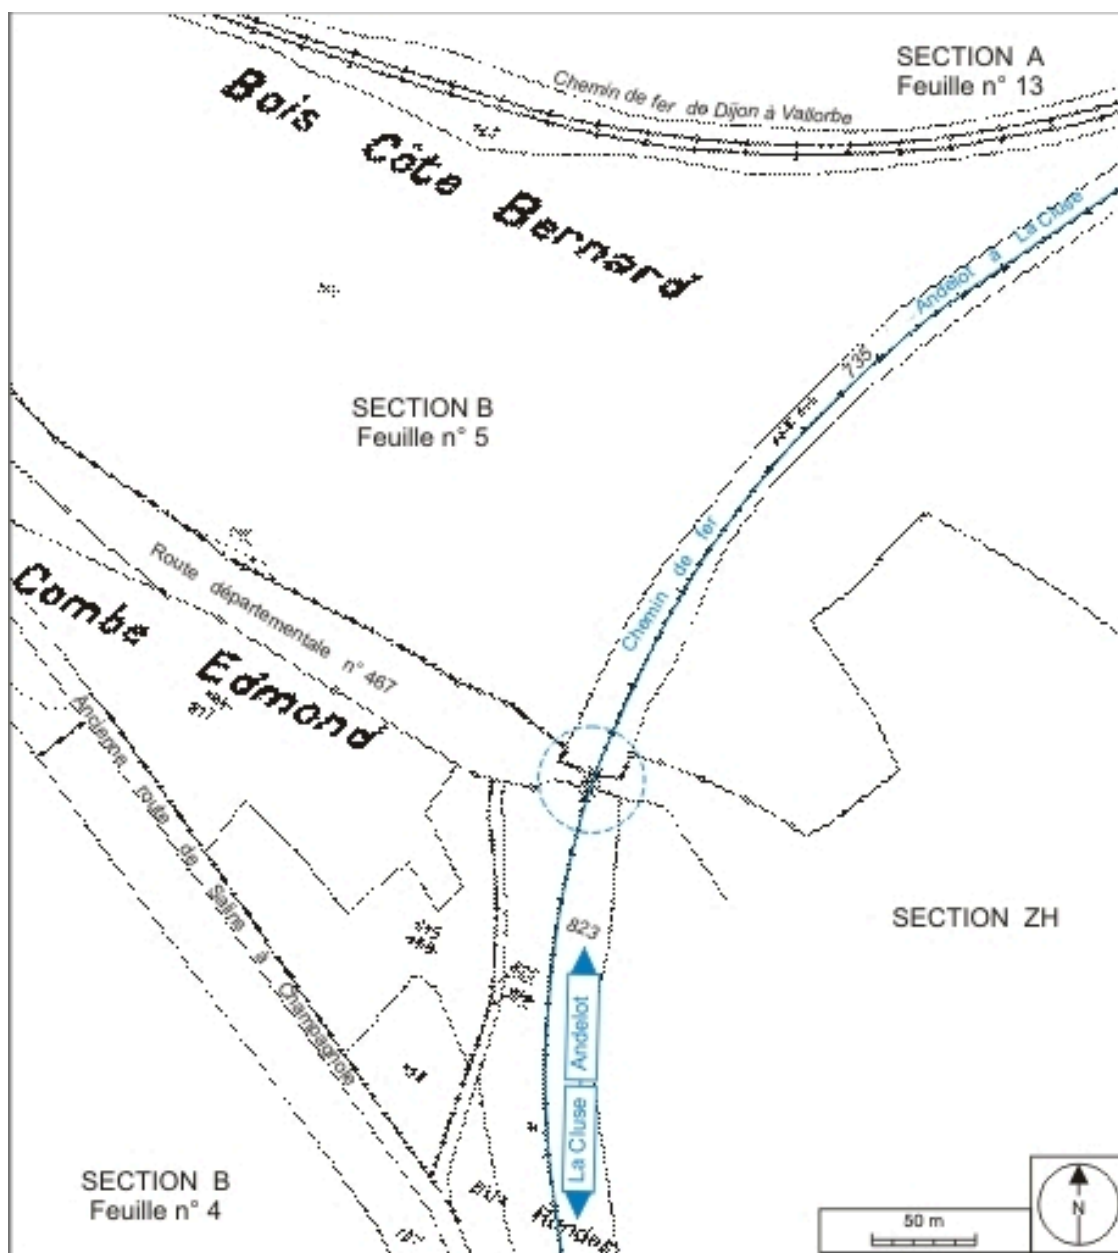 SECTION A
Feuille n° 13
Chemin de fer de Dijon à Vallorbe
Bois Côte Bernard
Andelot à La Cluse
735
SECTION B
Feuille n° 5
Chemin de fer
Route départementale n° 467
Combe Edmond
Ancienne route de Salins à Champagnole
823
SECTION ZH
Andelot
La Cluse
SECTION B
Feuille n° 4
50 m
N